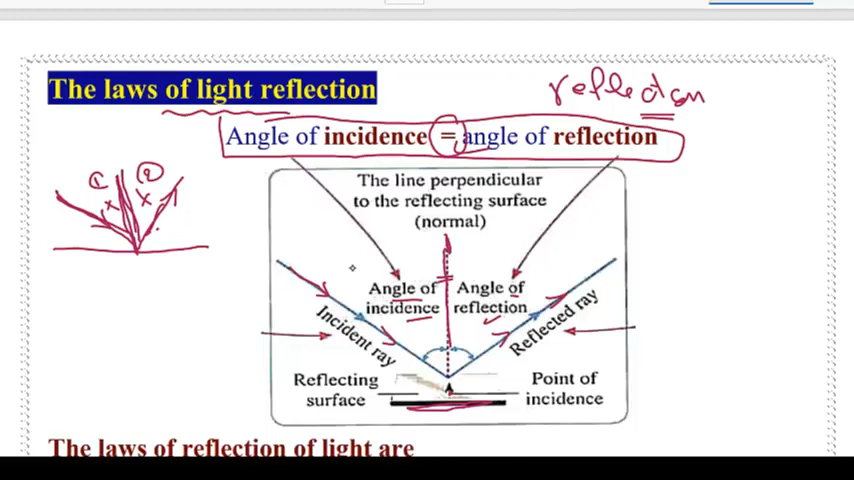 The laws of light reflection
reflection
Angle of incidence = angle of reflection
1 2
x x
The line perpendicular
to the reflecting surface
(normal)
Angle of
incidence
Angle of
reflection
Incident ray
Reflected ray
Reflecting
surface
A
Point of
incidence
The laws of reflection of light are